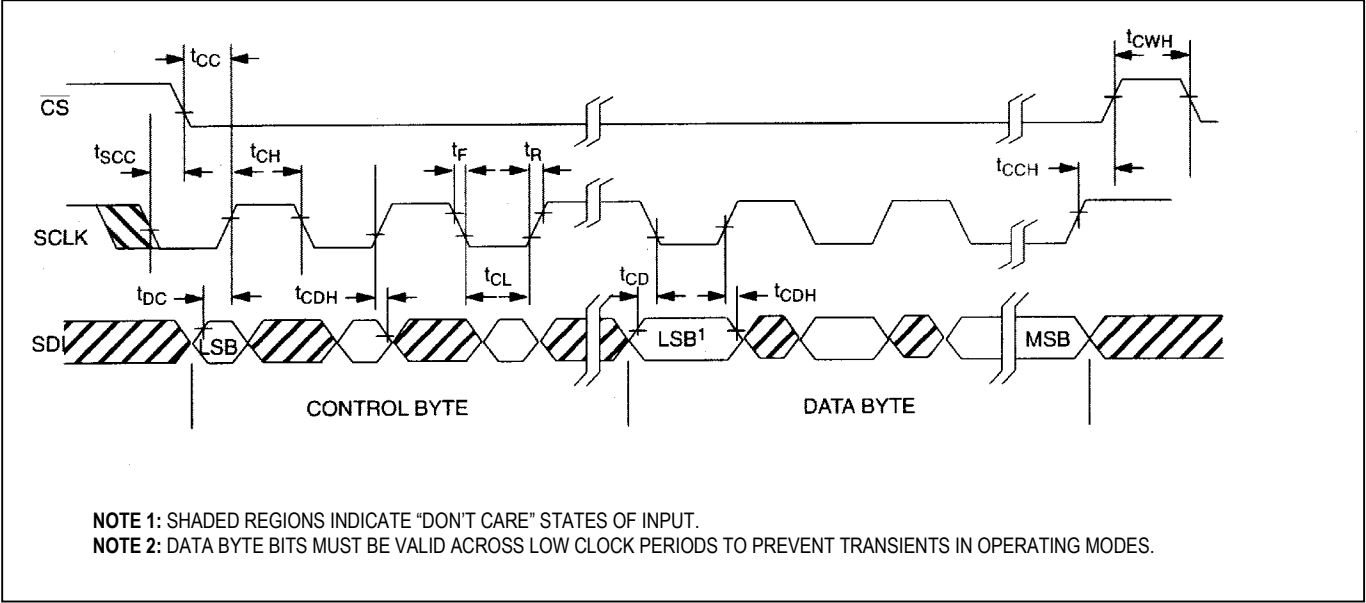 tCC
tCWH
CS
tSCC
tCH
tF
tR
tCCH
SCLK
tDC
tCDH
tCL
tCD
tCDH
SDI
LSB
LSB¹
MSB
CONTROL BYTE
DATA BYTE
NOTE 1: SHADED REGIONS INDICATE “DON’T CARE” STATES OF INPUT.
NOTE 2: DATA BYTE BITS MUST BE VALID ACROSS LOW CLOCK PERIODS TO PREVENT TRANSIENTS IN OPERATING MODES.